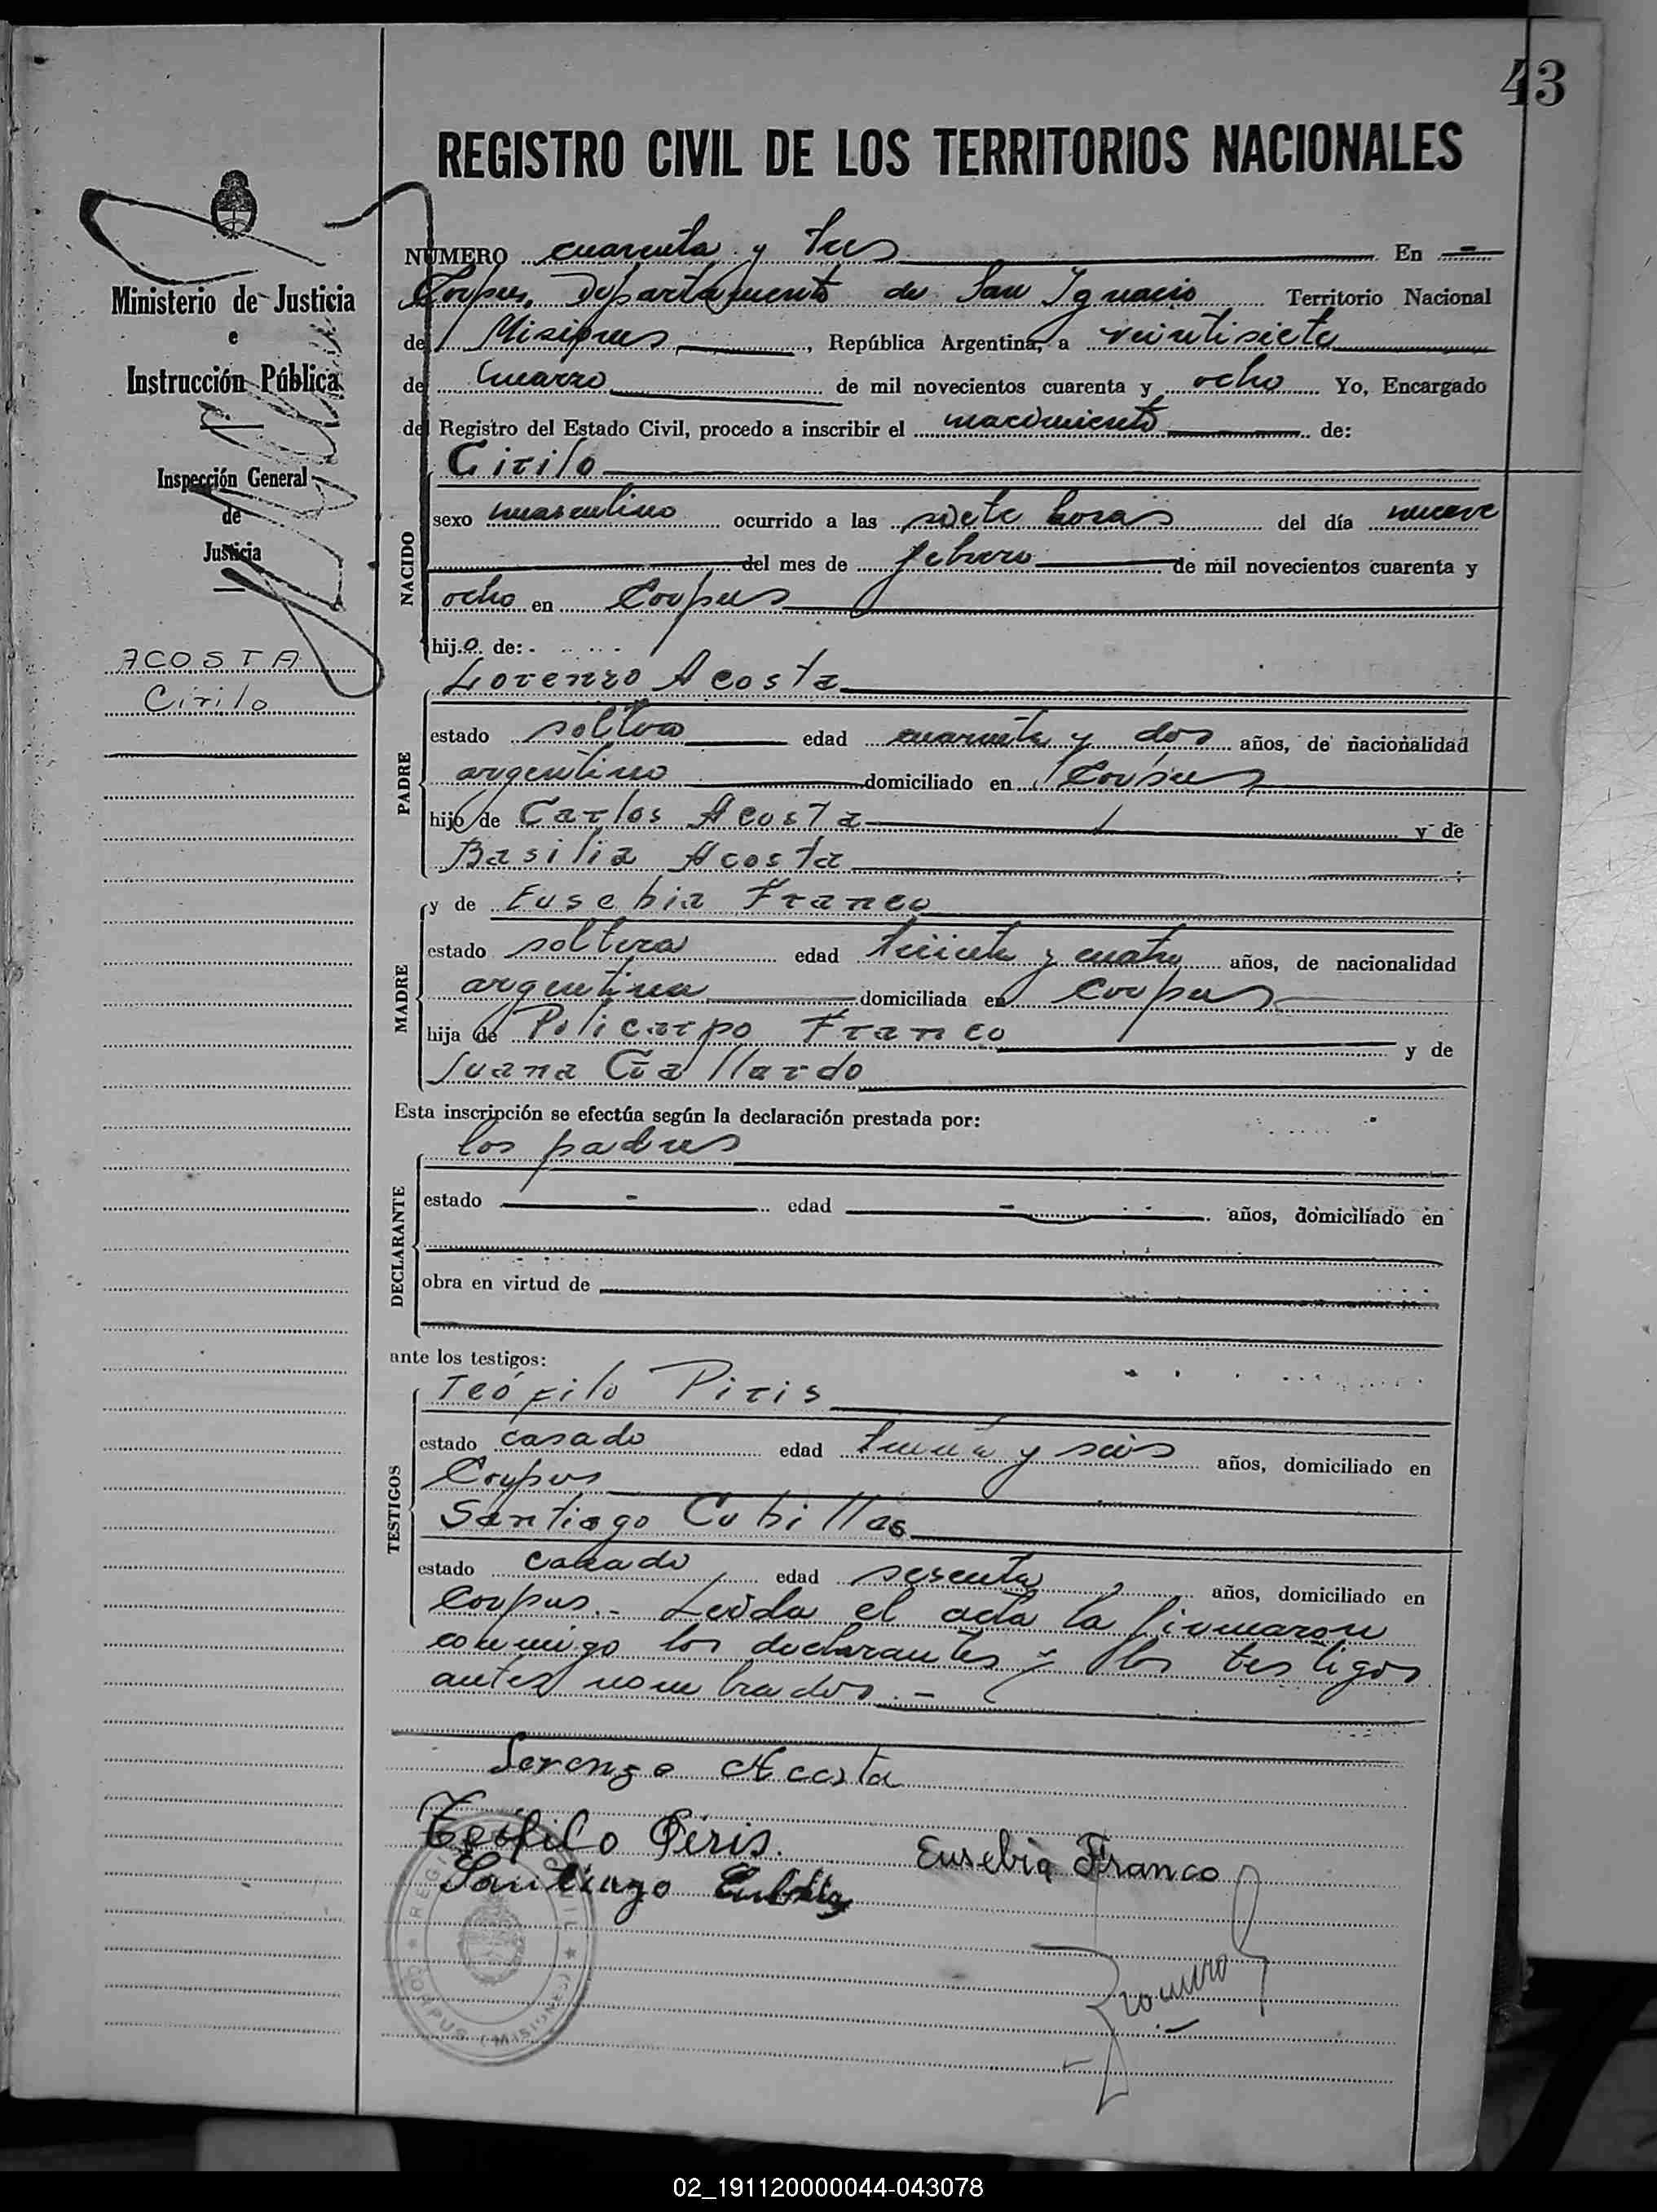 43
REGISTRO CIVIL DE LOS TERRITORIOS NACIONALES
Ministerio de Justicia
e
Instrucción Pública
Inspección General
de
Justicia
ACOSTA
Cirilo
NÚMERO cuarenta y tres En
Corpus, Departamento de San Ignacio Territorio Nacional
de Misiones, República Argentina, a veintisiete
de de mil novecientos cuarenta y ocho Yo, Encargado
del Registro del Estado Civil, procedo a inscribir el nacimiento de:
NACIDO
Cirilo
sexo masculino ocurrido a las siete horas del día nueve
del mes de febrero de mil novecientos cuarenta y
ocho en Corpus
hijo de:
PADRE
Lorenzo Acosta
estado soltero edad cuarenta y dos años, de nacionalidad
argentino domiciliado en Corpus
hijo de Carlos Acosta y de
Basilia Acosta ;
MADRE
y de Eusebia Franco
estado soltera edad treinta y cuatro años, de nacionalidad
argentina domiciliada en Corpus
hija de Policarpo Franco y de
Juana Gallardo
Esta inscripción se efectúa según la declaración prestada por:
DECLARANTE
los padres
estado - edad - años, domiciliado en
obra en virtud de
ante los testigos:
TESTIGOS
Teófilo Piris
estado casado edad treinta y seis años, domiciliado en
Corpus
Santiago Cubillas
estado casado edad sesenta años, domiciliado en
Corpus.- Leída el acta la firmaron
conmigo los declarantes y los testigos
antes nombrados.-
Lorenzo Acosta
Teófilo Piris.
Eusebia Franco
Santiago Cubillas
Romero
REGISTRO CIVIL ★ CORPUS (MISIONES) ★
02_191120000044-043078